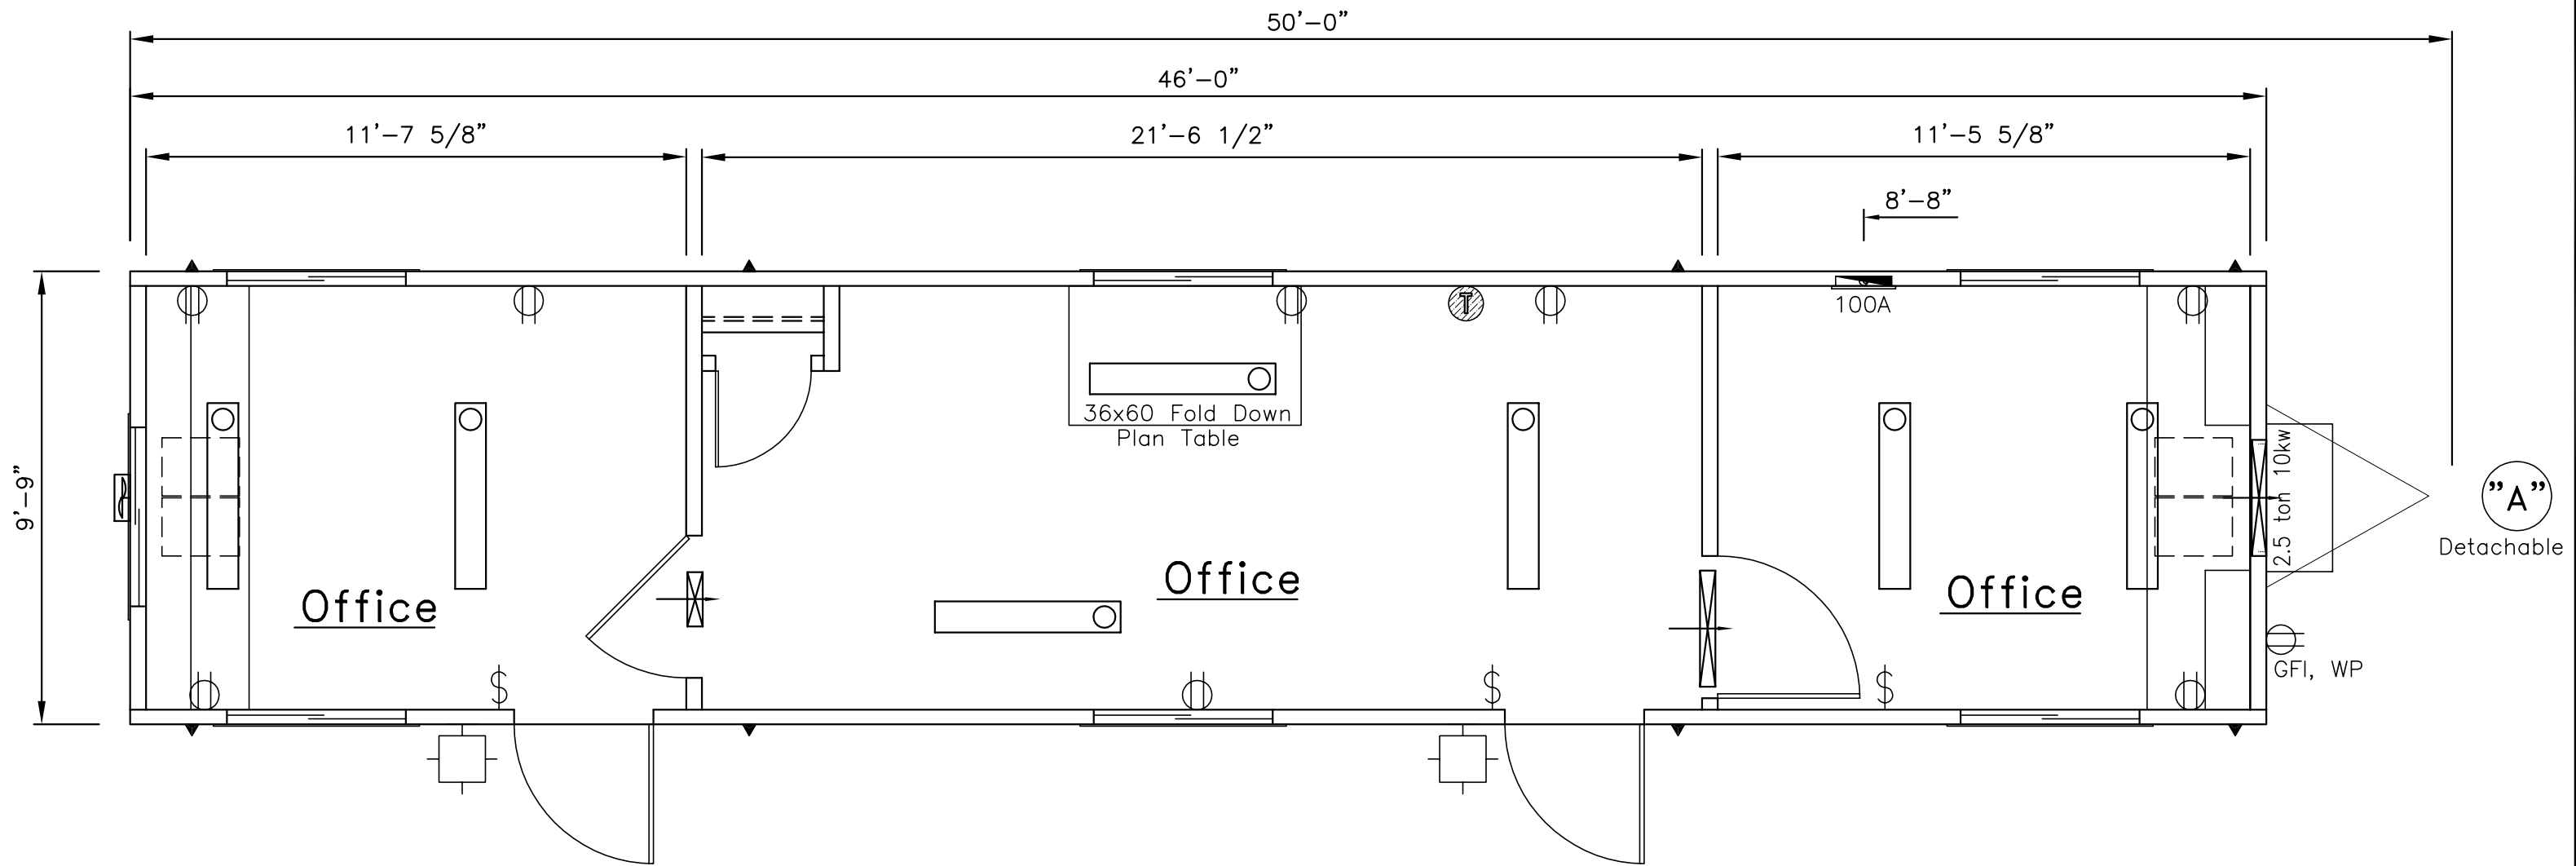 50'-0"
46'-0"
11'-7 5/8"
21'-6 1/2"
11'-5 5/8"
8'-8"
9'-9"
T
100A
36x60 Fold Down
Plan Table
2.5 ton 10kw
"A"
Detachable
Office
Office
Office
GFI, WP
$
$
$